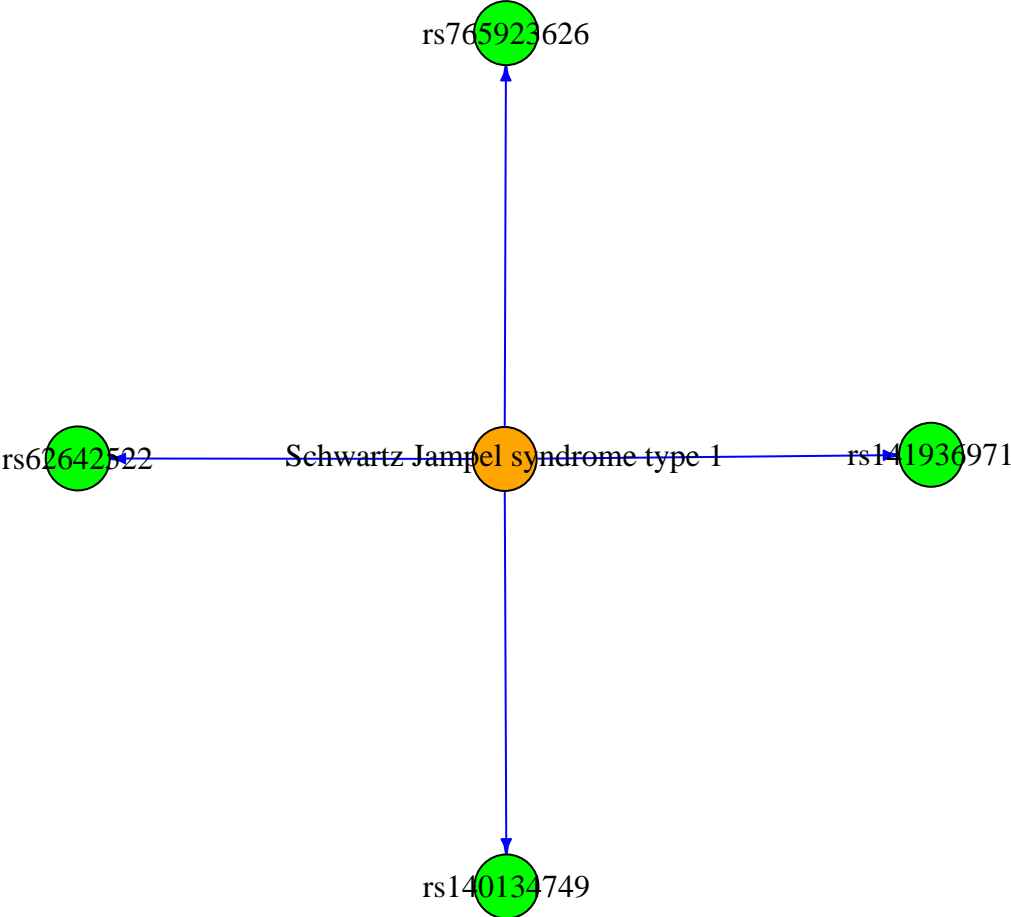 rs765923626
rs62642522
Schwartz Jampel syndrome type 1
rs141936971
rs140134749